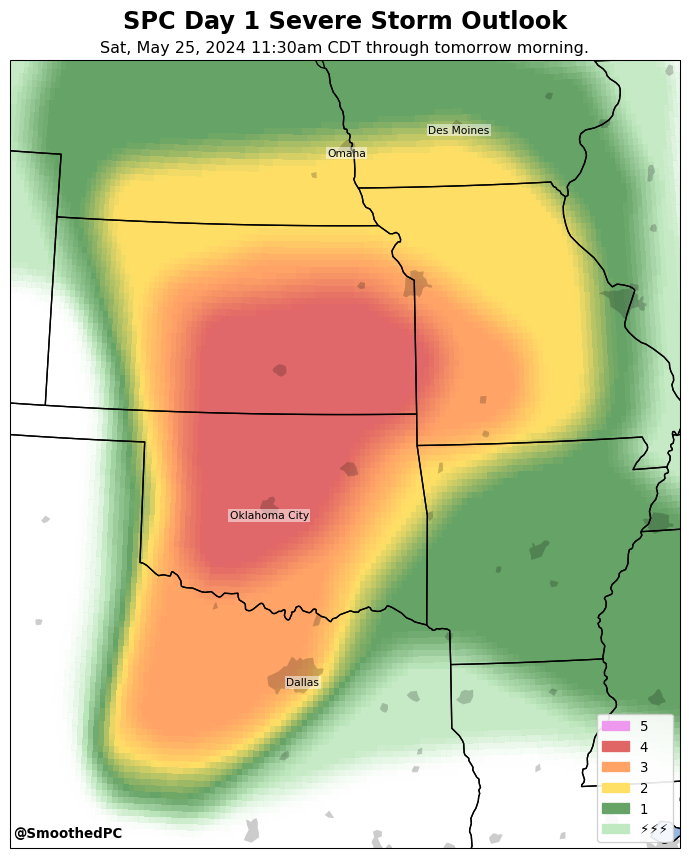 SPC Day 1 Severe Storm Outlook
Sat, May 25, 2024 11:30am CDT through tomorrow morning.
Des Moines
Omaha
Oklahoma City
Dallas
5
4
3
2
1
⚡⚡⚡
@SmoothedPC